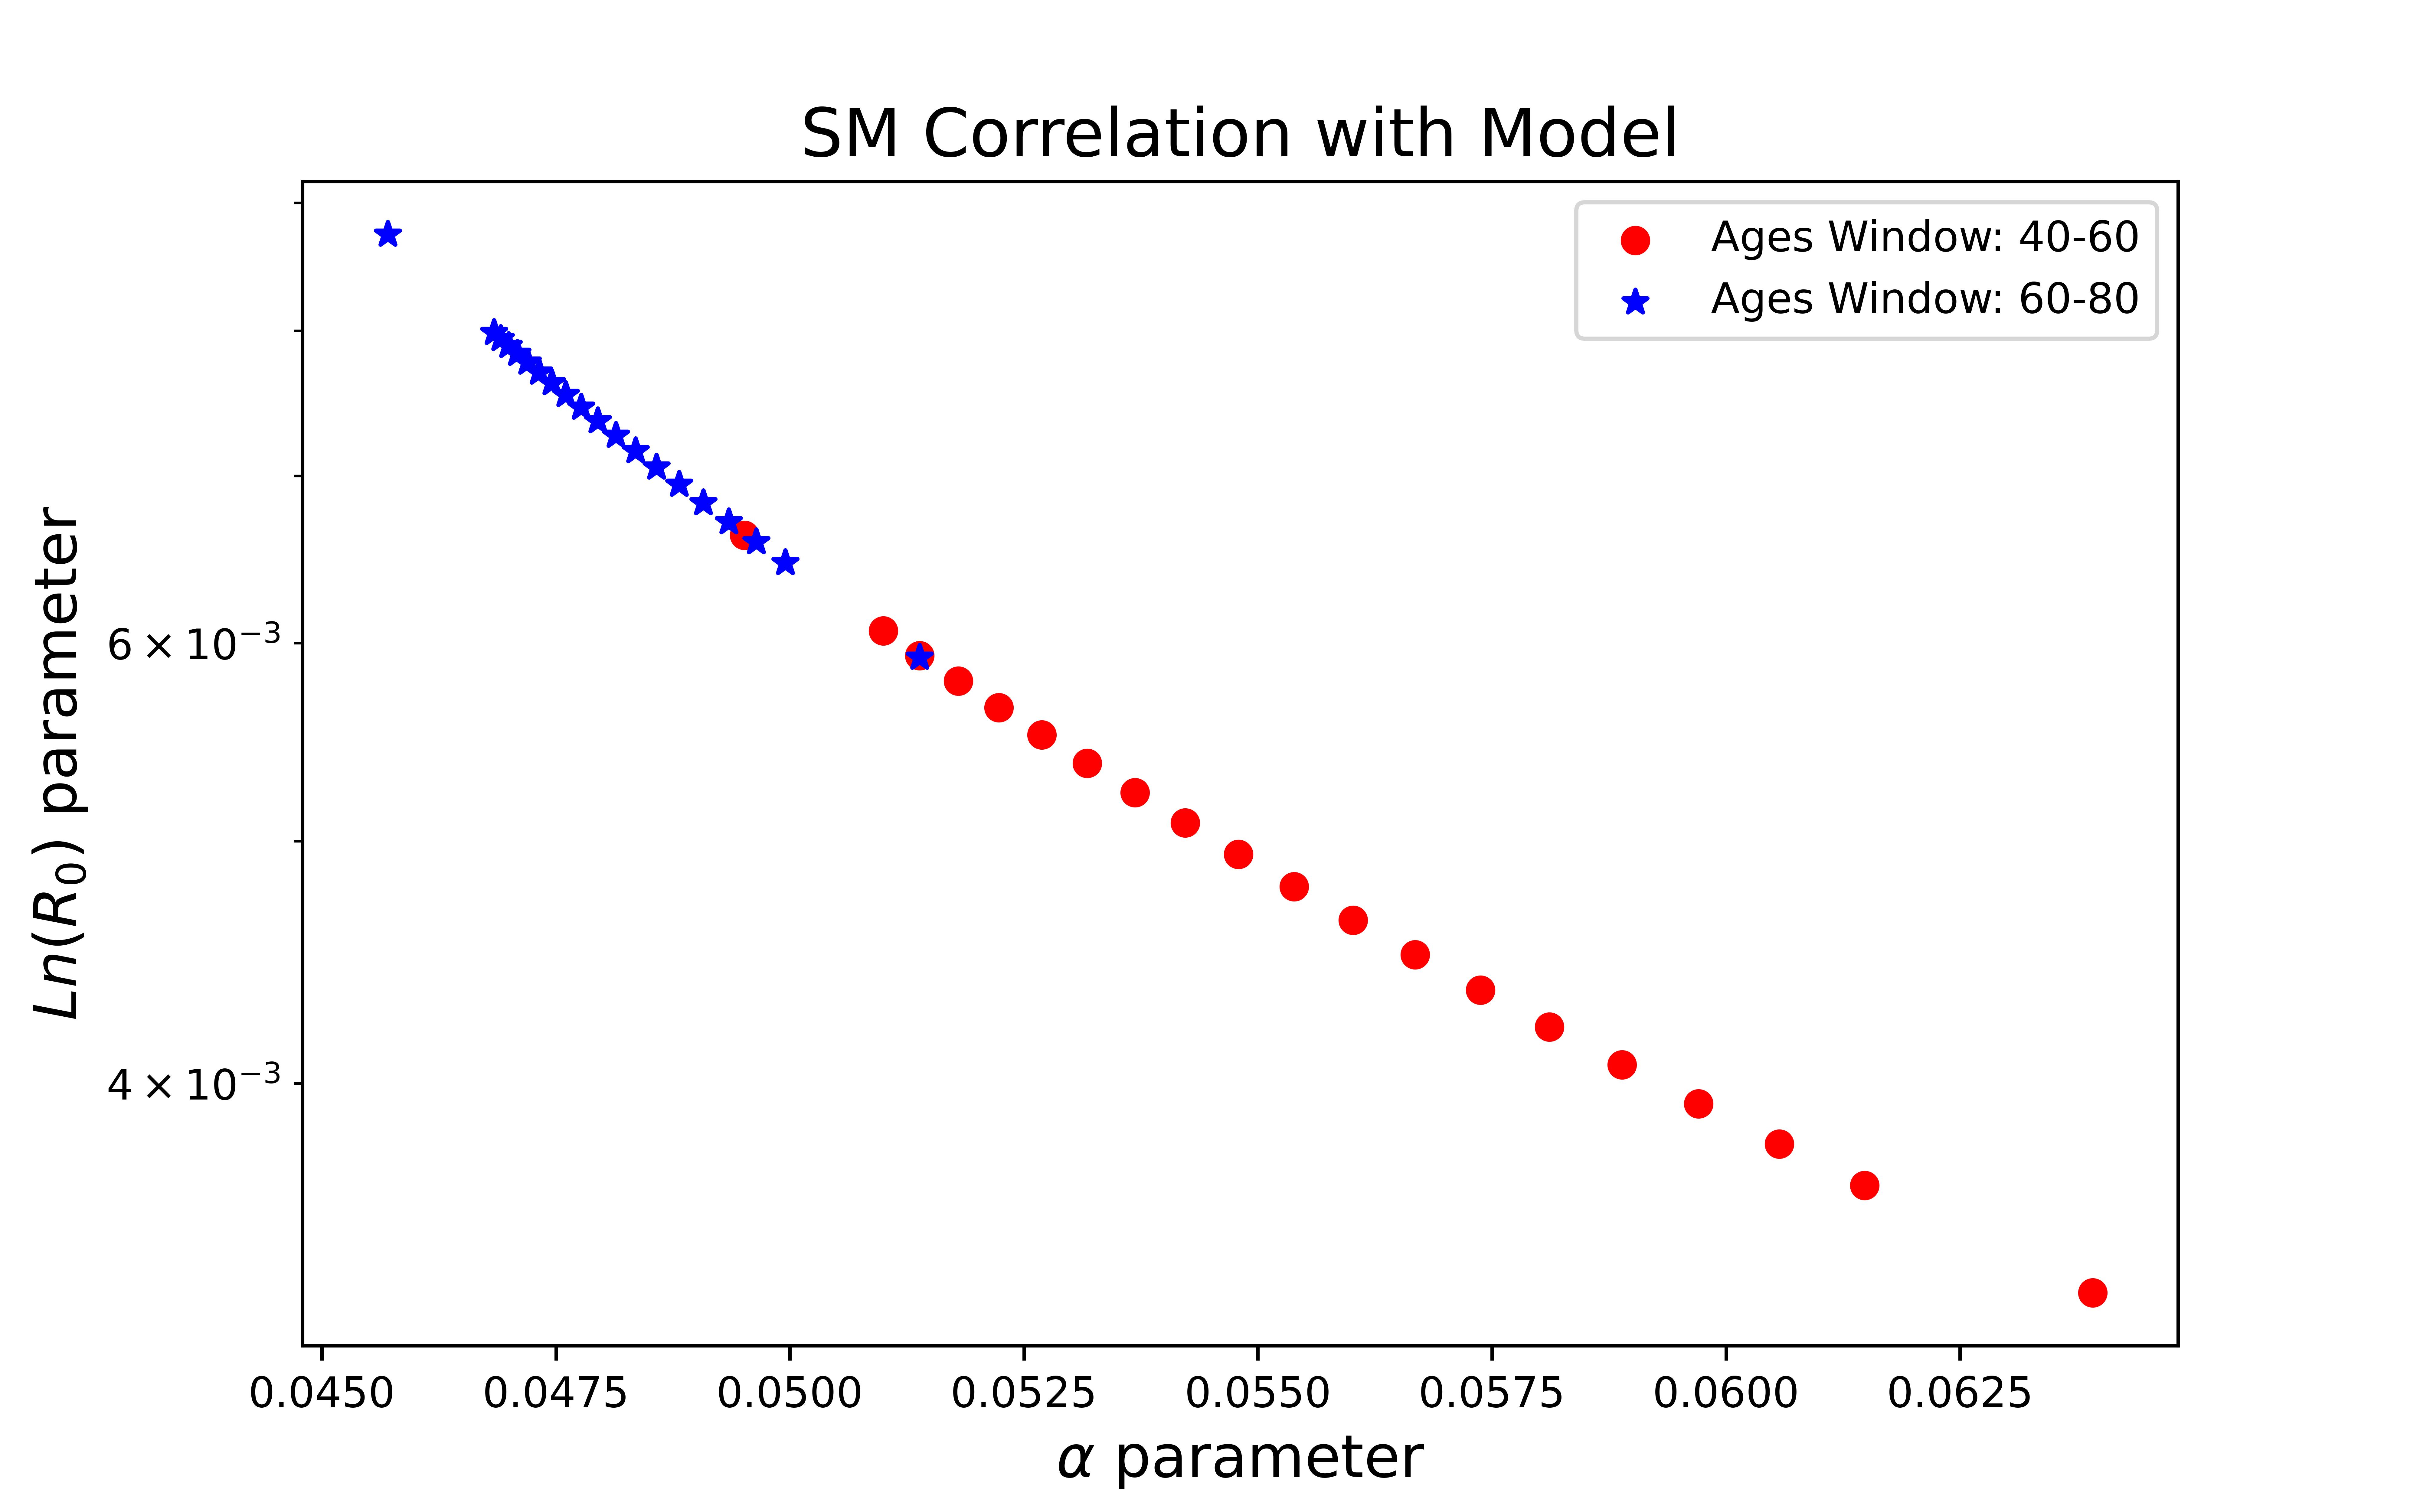 SM Correlation with Model
Ages Window: 40-60
Ages Window: 60-80
Ln(R₀) parameter
6 × 10⁻³
4 × 10⁻³
0.0450 0.0475 0.0500 0.0525 0.0550 0.0575 0.0600 0.0625
α parameter